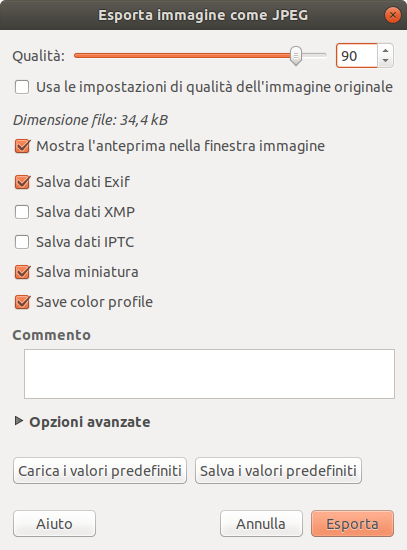 Esporta immagine come JPEG
Qualità: 90
Usa le impostazioni di qualità dell'immagine originale
Dimensione file: 34,4 kB
Mostra l'anteprima nella finestra immagine
Salva dati Exif
Salva dati XMP
Salva dati IPTC
Salva miniatura
Save color profile
Commento
Opzioni avanzate
Carica i valori predefiniti Salva i valori predefiniti
Aiuto Annulla Esporta